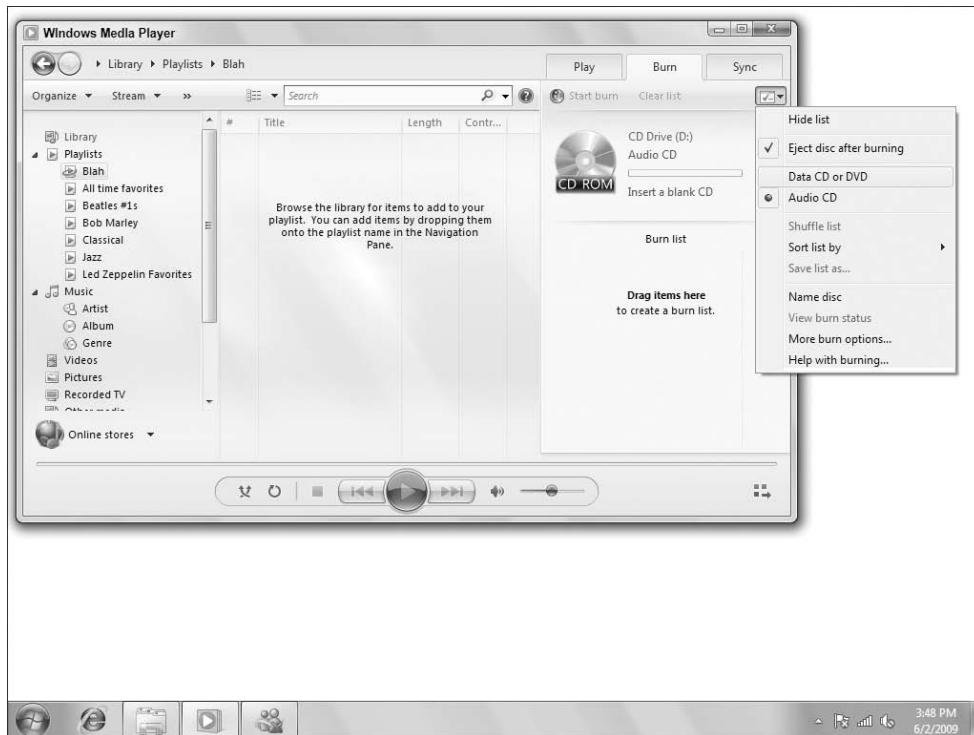 WIndows Media Player
Library ▸ Playlists ▸ Blah
Play
Burn
Sync
Organize
Stream
»
Search
Start burn
Clear list
Library
Playlists
Blah
All time favorites
Beatles #1s
Bob Marley
Classical
Jazz
Led Zeppelin Favorites
Music
Artist
Album
Genre
Videos
Pictures
Recorded TV
Other media
Online stores
# Title Length Contr...
Browse the library for items to add to your
playlist. You can add items by dropping them
onto the playlist name in the Navigation
Pane.
CD ROM
CD Drive (D:)
Audio CD
Insert a blank CD
Burn list
Drag items here
to create a burn list.
Hide list
Eject disc after burning
Data CD or DVD
Audio CD
Shuffle list
Sort list by
Save list as...
Name disc
View burn status
More burn options...
Help with burning...
3:48 PM
6/2/2009